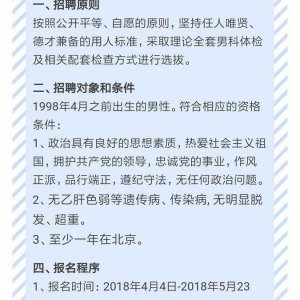 一、招聘原则
按照公开平等、自愿的原则，坚持任人唯贤、
德才兼备的用人标准，采取理论全套男科体检
及相关配套检查方式进行选拔。
二、招聘对象和条件
1998年4月之前出生的男性。符合相应的资格
条件：
1、政治具有良好的思想素质，热爱社会主义祖
国，拥护共产党的领导，忠诚党的事业，作风
正派，品行端正，遵纪守法，无任何政治问题。
2、无乙肝色弱等遗传病、传染病，无明显脱
发、超重。
3、至少一年在北京。
四、报名程序
1、报名时间：2018年4月4日-2018年5月23